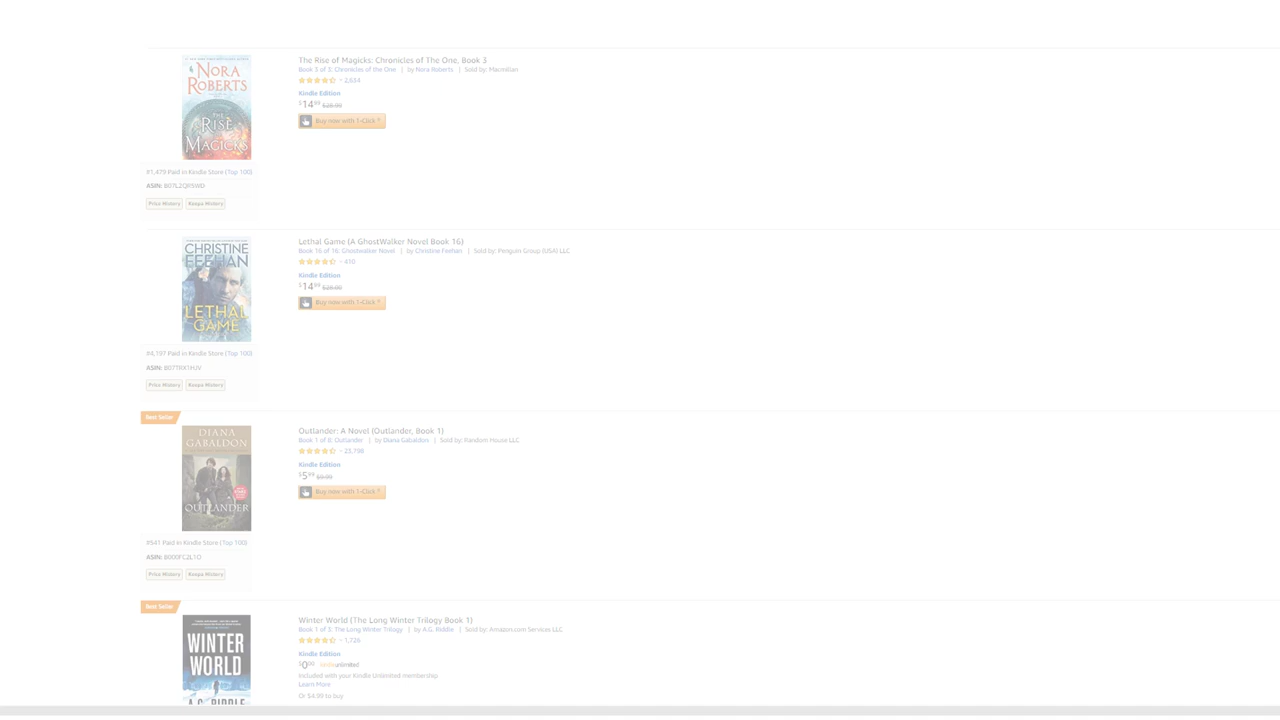 NORA
ROBERTS
THE
RISE
OF
MAGICKS
The Rise of Magicks: Chronicles of The One, Book 3
Book 3 of 3: Chronicles of the One | by Nora Roberts | Sold by: Macmillan
2,654
Kindle Edition
$14.99 $28.99
Buy now with 1-Click ®
#1,479 Paid in Kindle Store (Top 100)
ASIN: B07L2QRSWD
Price History Keepa History
CHRISTINE
FEEHAN
LETHAL
GAME
Lethal Game (A GhostWalker Novel Book 16)
Book 16 of 16: Ghostwalker Novel | by Christine Feehan | Sold by: Penguin Group (USA) LLC
410
Kindle Edition
$14.99 $28.00
Buy now with 1-Click ®
#4,197 Paid in Kindle Store (Top 100)
ASIN:
Price History Keepa History
Best Seller
DIANA
GABALDON
OUTLANDER
Outlander: A Novel (Outlander, Book 1)
Book 1 of 8: Outlander | by Diana Gabaldon | Sold by: Random House LLC
23,738
Kindle Edition
$5.99 $9.99
Buy now with 1-Click ®
#541 Paid in Kindle Store (Top 100)
ASIN: B000FC2L1O
Price History Keepa History
Best Seller
WINTER
WORLD
A.G. RIDDLE
Winter World (The Long Winter Trilogy Book 1)
Book 1 of 3: The Long Winter Trilogy | by A.G. Riddle | Sold by: Amazon.com Services LLC
1,726
Kindle Edition
$0.00 kindleunlimited
Included with your Kindle Unlimited membership
Learn More
Or $4.99 to buy